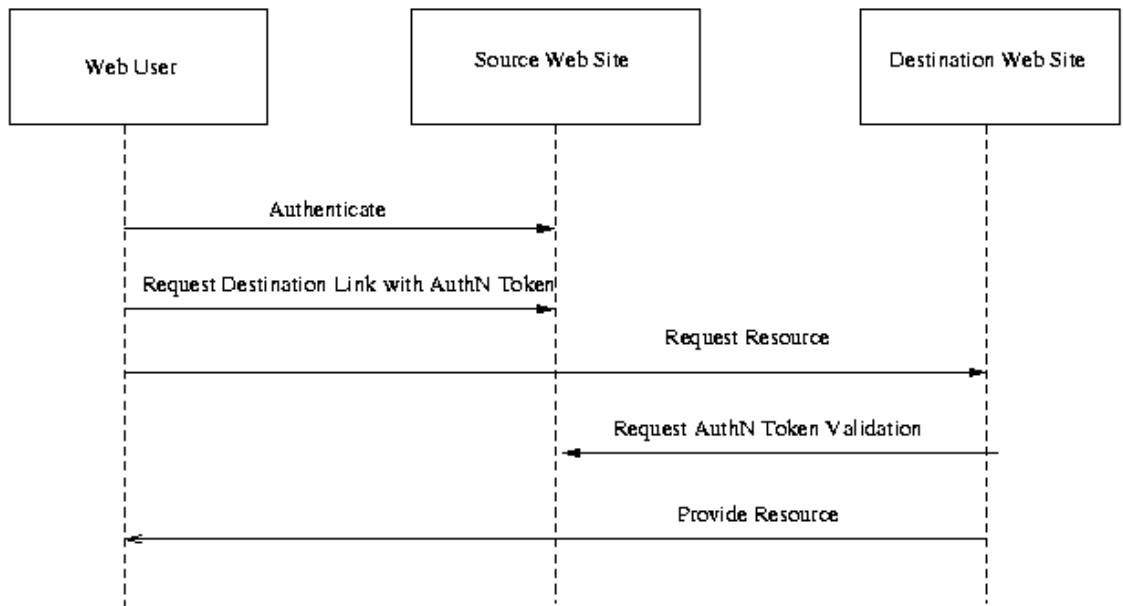 Web User
Source Web Site
Destination Web Site
Authenticate
Request Destination Link with AuthN Token
Request Resource
Request AuthN Token Validation
Provide Resource